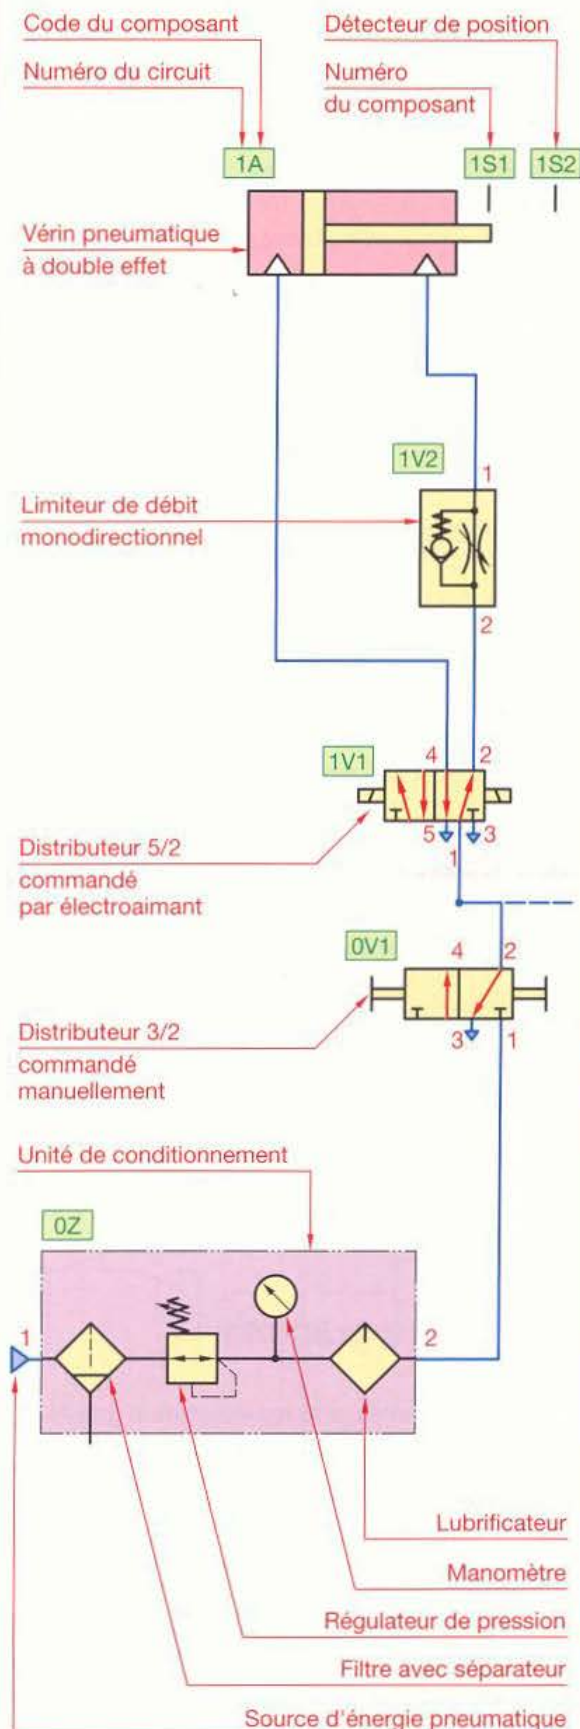 Code du composant
Détecteur de position
Numéro du circuit
Numéro
du composant
1A
1S1
1S2
Vérin pneumatique
à double effet
1V2
1
Limiteur de débit
monodirectionnel
2
1V1
4
2
5
3
1
Distributeur 5/2
commandé
par électroaimant
0V1
4
2
Distributeur 3/2
commandé
manuellement
3
1
Unité de conditionnement
0Z
1
2
Lubrificateur
Manomètre
Régulateur de pression
Filtre avec séparateur
Source d'énergie pneumatique